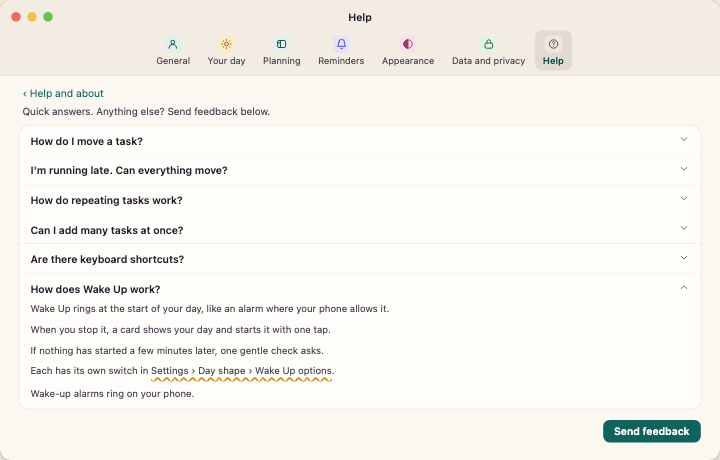 Help
General
Your day
Planning
Reminders
Appearance
Data and privacy
Help
‹ Help and about
Quick answers. Anything else? Send feedback below.
How do I move a task?
I'm running late. Can everything move?
How do repeating tasks work?
Can I add many tasks at once?
Are there keyboard shortcuts?
How does Wake Up work?
Wake Up rings at the start of your day, like an alarm where your phone allows it.
When you stop it, a card shows your day and starts it with one tap.
If nothing has started a few minutes later, one gentle check asks.
Each has its own switch in Settings › Day shape › Wake Up options.
Wake-up alarms ring on your phone.
Send feedback